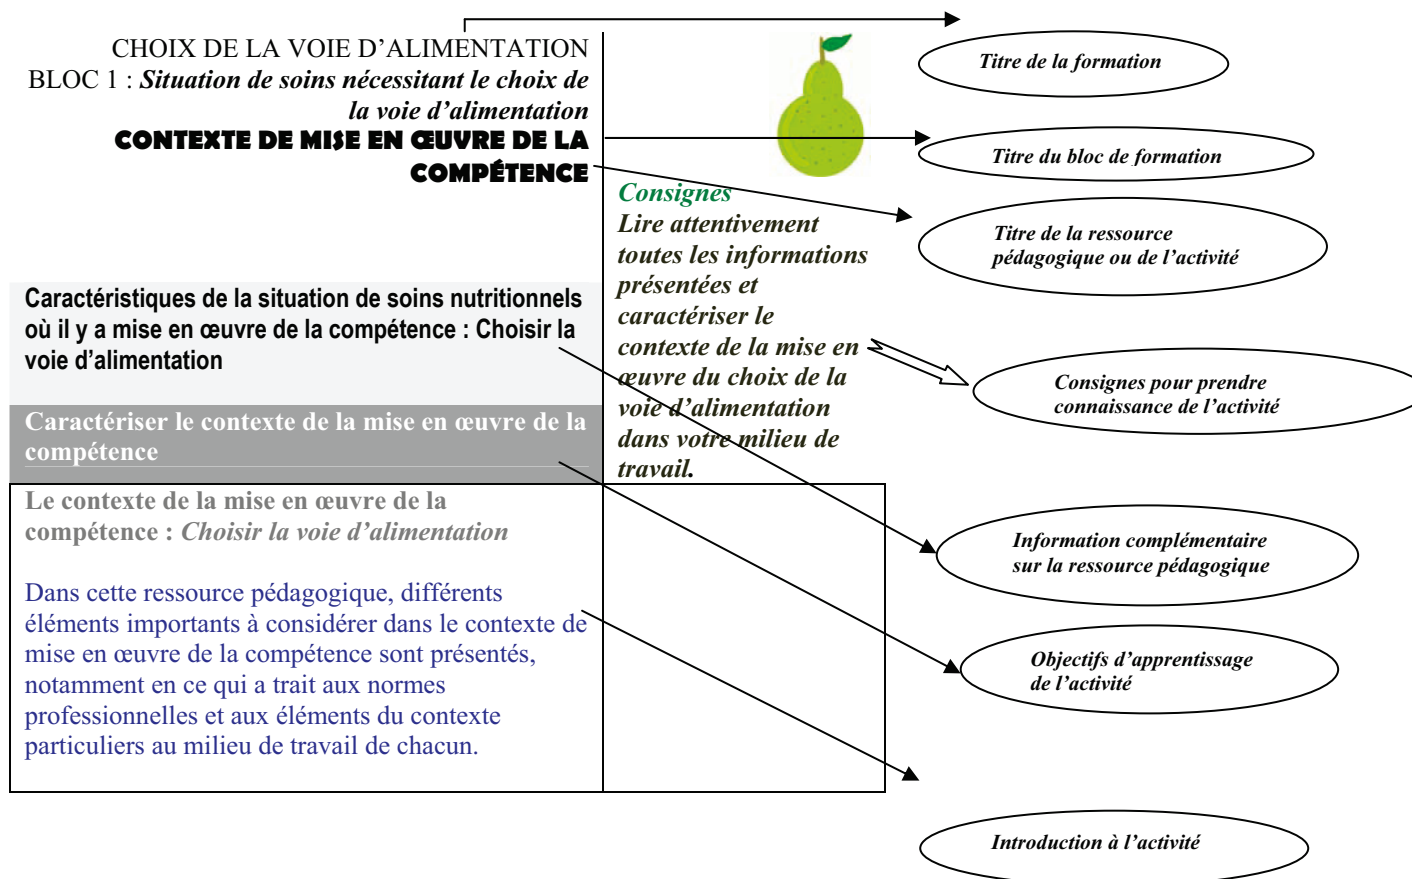 CHOIX DE LA VOIE D’ALIMENTATION
BLOC 1 : Situation de soins nécessitant le choix de
la voie d’alimentation
CONTEXTE DE MISE EN ŒUVRE DE LA
COMPÉTENCE
Caractéristiques de la situation de soins nutritionnels
où il y a mise en œuvre de la compétence : Choisir la
voie d’alimentation
Caractériser le contexte de la mise en œuvre de la
compétence
Le contexte de la mise en œuvre de la
compétence : Choisir la voie d’alimentation
Dans cette ressource pédagogique, différents
éléments importants à considérer dans le contexte de
mise en œuvre de la compétence sont présentés,
notamment en ce qui a trait aux normes
professionnelles et aux éléments du contexte
particuliers au milieu de travail de chacun.
Consignes
Lire attentivement
toutes les informations
présentées et
caractériser le
contexte de la mise en
œuvre du choix de la
voie d’alimentation
dans votre milieu de
travail.
Titre de la formation
Titre du bloc de formation
Titre de la ressource
pédagogique ou de l’activité
Consignes pour prendre
connaissance de l’activité
Information complémentaire
sur la ressource pédagogique
Objectifs d’apprentissage
de l’activité
Introduction à l’activité